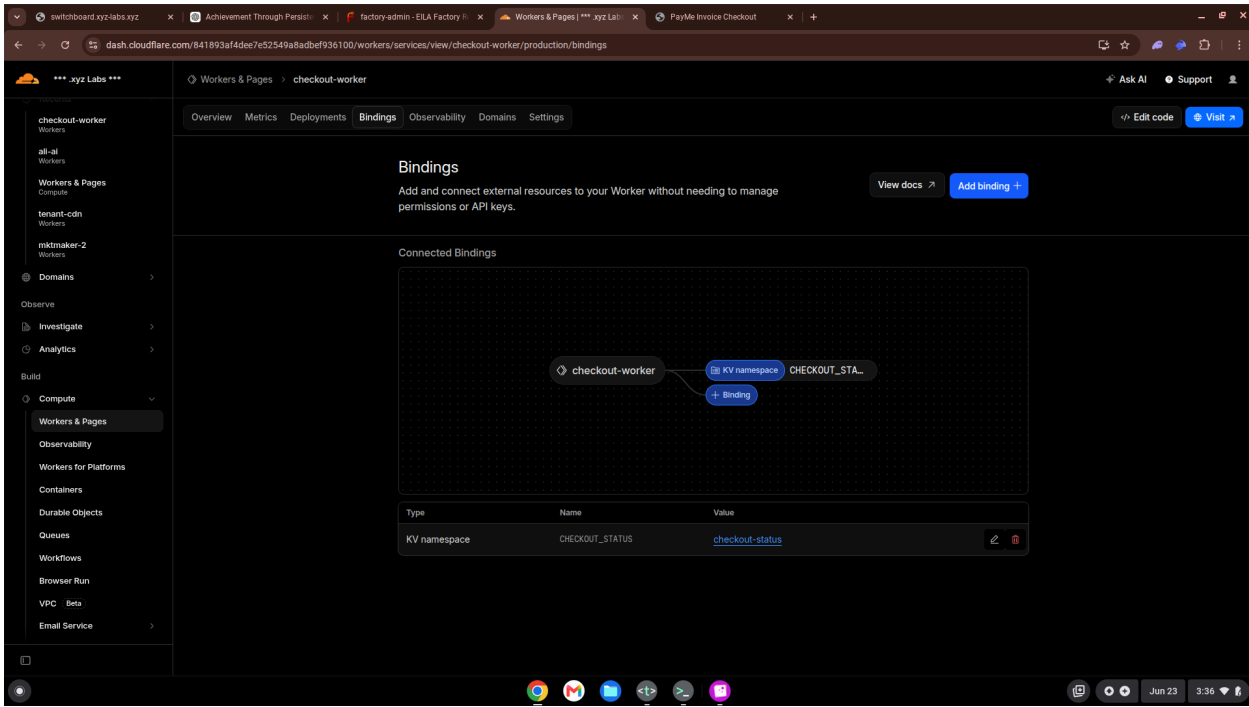 switchboard.xyz-labs.xyz
Achievement Through Persiste
factory-admin - EILA Factory R
Workers & Pages | *** .xyz Labs
PayMe Invoice Checkout
dash.cloudflare.com/841893af4dee7e52549a8adbef936100/workers/services/view/checkout-worker/production/bindings
*** .xyz Labs ***
Workers & Pages > checkout-worker
Ask AI
Support
checkout-worker
Workers
ali-ai
Workers
Workers & Pages
Compute
tenant-cdn
Workers
mktmaker-2
Workers
Domains
Observe
Investigate
Analytics
Build
Compute
Workers & Pages
Observability
Workers for Platforms
Containers
Durable Objects
Queues
Workflows
Browser Run
VPC Beta
Email Service
Overview Metrics Deployments Bindings Observability Domains Settings
</> Edit code
Visit
Bindings
Add and connect external resources to your Worker without needing to manage
permissions or API keys.
View docs
Add binding +
Connected Bindings
checkout-worker
KV namespace CHECKOUT_STA…
+ Binding
Type Name Value
KV namespace CHECKOUT_STATUS checkout-status
Jun 23
3:36